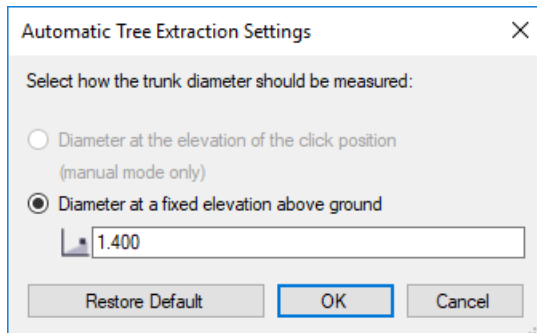 Automatic Tree Extraction Settings
Select how the trunk diameter should be measured:
Diameter at the elevation of the click position
(manual mode only)
Diameter at a fixed elevation above ground
1.400
Restore Default
OK
Cancel